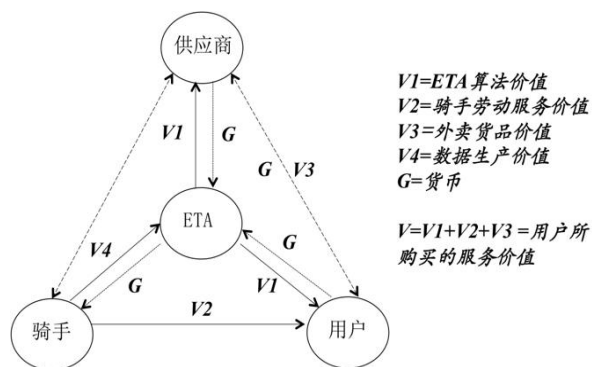 供应商
V1=ETA算法价值
V2=骑手劳动服务价值
V3=外卖货品价值
V4=数据生产价值
G=货币
V=V1+V2+V3=用户所
购买的服务价值
V1
G
G
V3
ETA
V4
G
G
V1
V2
骑手
用户